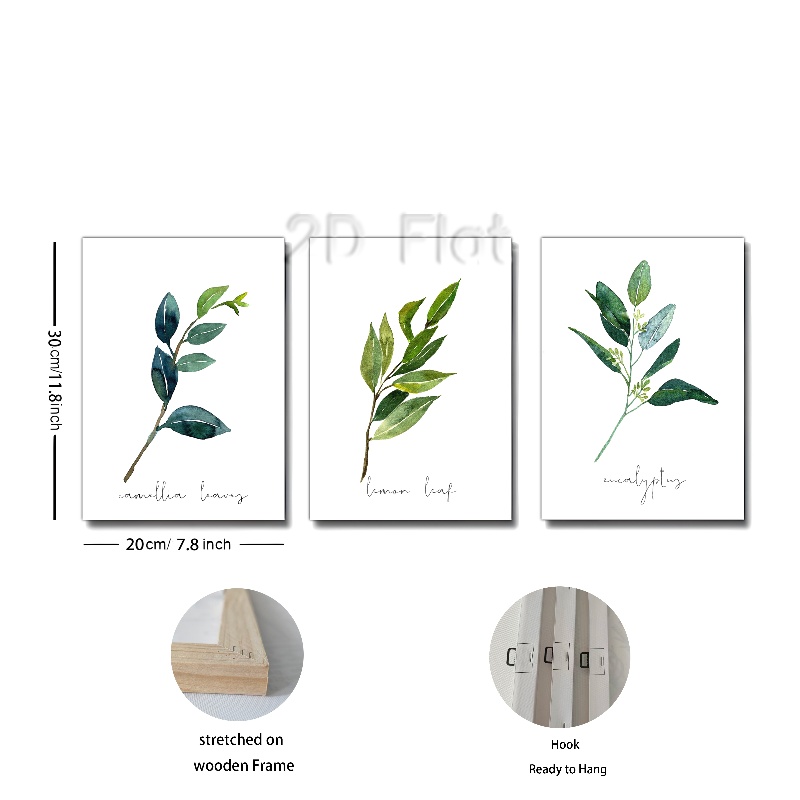 2D Flat
30cm/11.8inch
camellia leaves
lemon leaf
eucalyptus
20cm/ 7.8 inch
stretched on
wooden Frame
Hook
Ready to Hang